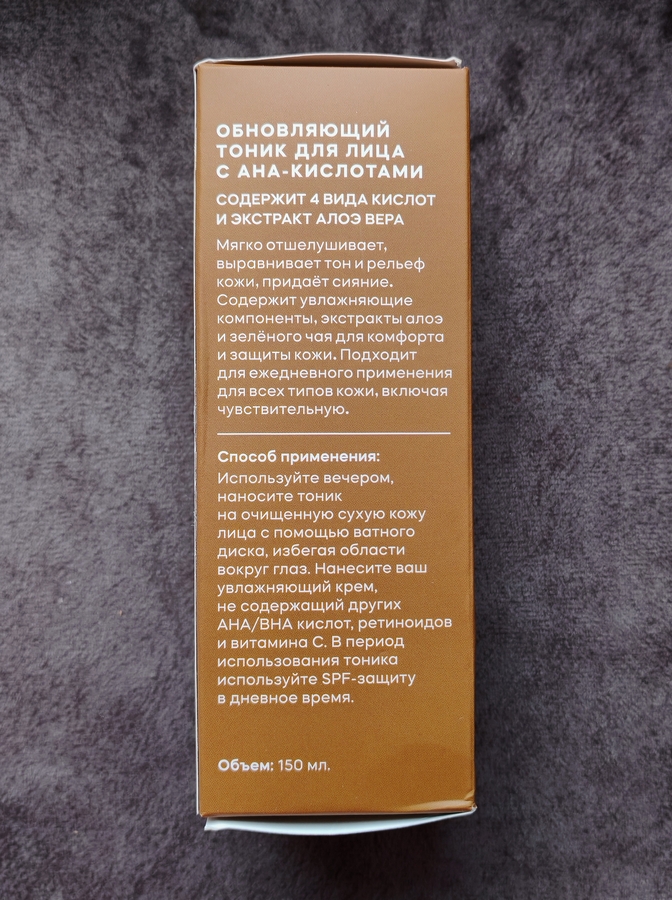 ОБНОВЛЯЮЩИЙ
ТОНИК ДЛЯ ЛИЦА
С АНА-КИСЛОТАМИ
СОДЕРЖИТ 4 ВИДА КИСЛОТ
И ЭКСТРАКТ АЛОЭ ВЕРА
Мягко отшелушивает,
выравнивает тон и рельеф
кожи, придаёт сияние.
Содержит увлажняющие
компоненты, экстракты алоэ
и зелёного чая для комфорта
и защиты кожи. Подходит
для ежедневного применения
для всех типов кожи, включая
чувствительную.
Способ применения:
Используйте вечером,
наносите тоник
на очищенную сухую кожу
лица с помощью ватного
диска, избегая области
вокруг глаз. Нанесите ваш
увлажняющий крем,
не содержащий других
AHA/BHA кислот, ретиноидов
и витамина С. В период
использования тоника
используйте SPF-защиту
в дневное время.
Объем: 150 мл.